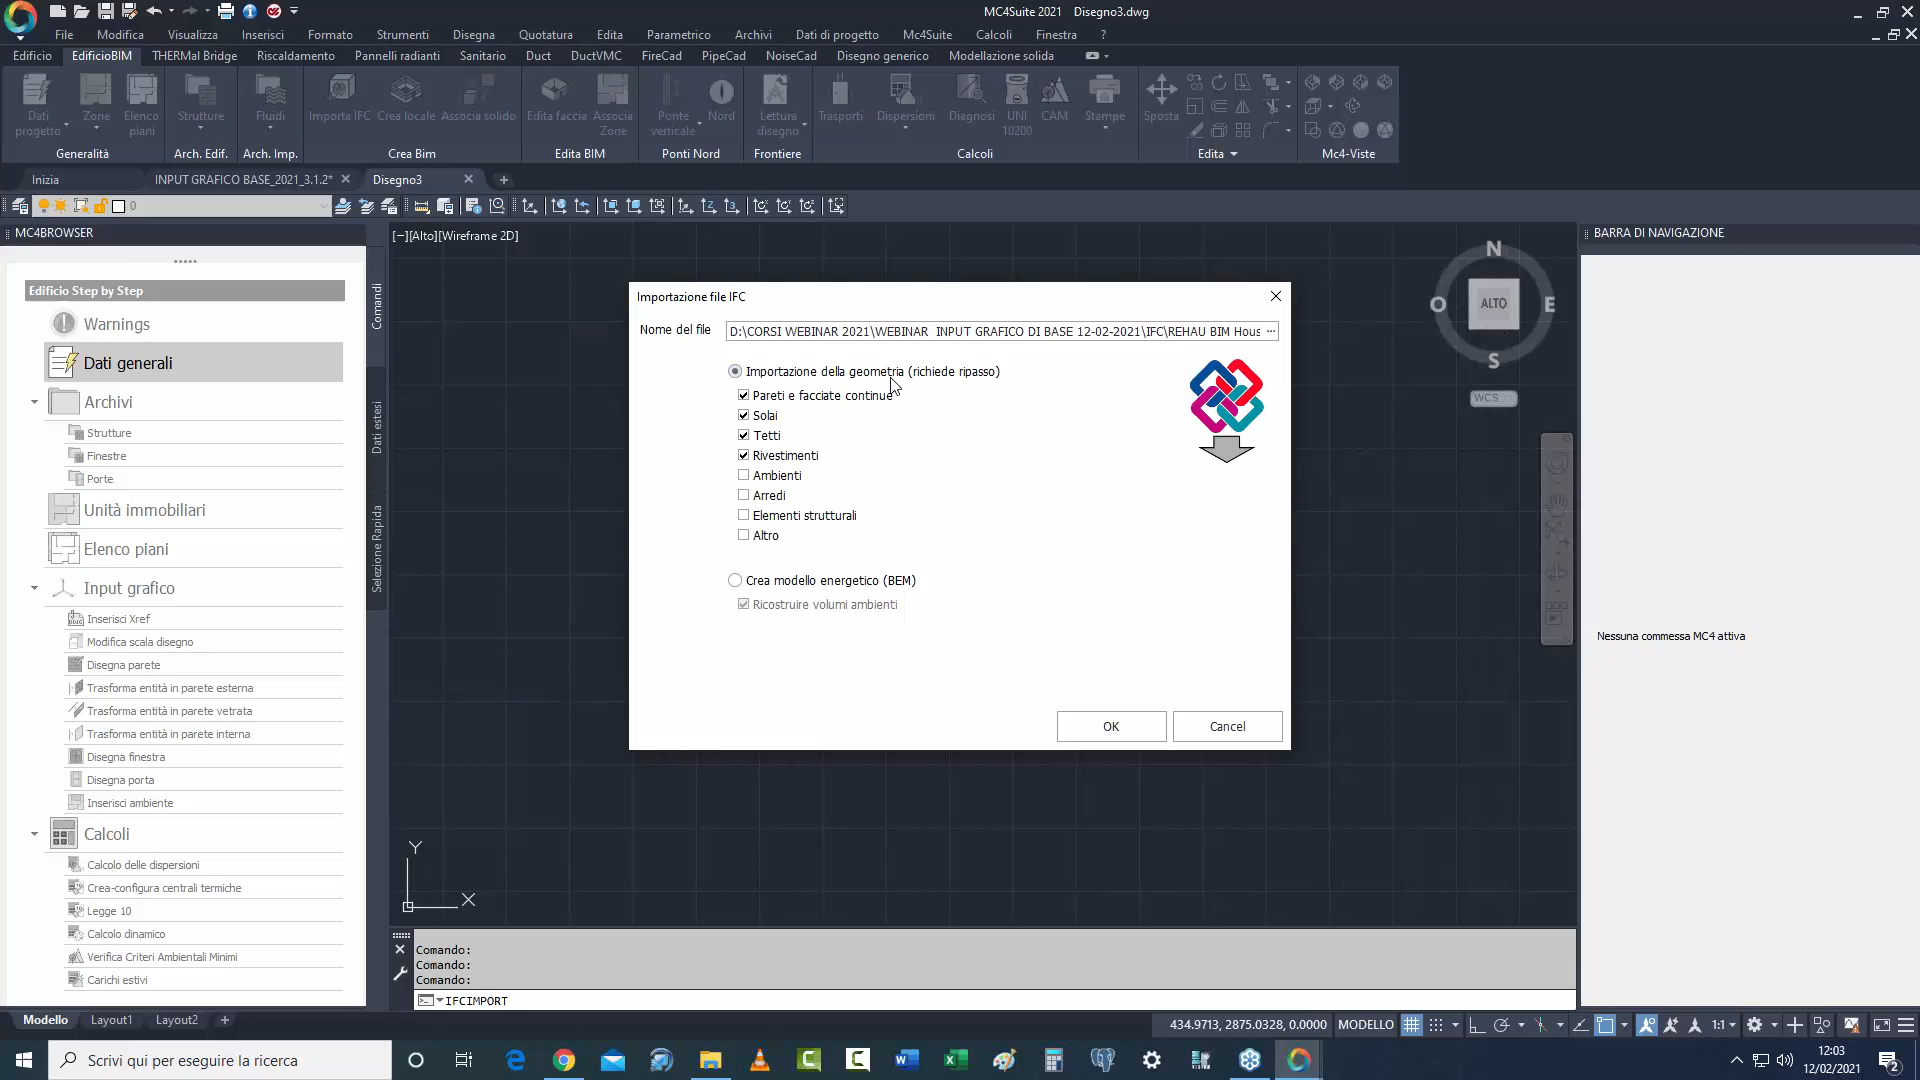 MC4Suite 2021 Disegno3.dwg
File Modifica Visualizza Inserisci Formato Strumenti Disegna Quotatura Edita Parametrico Archivi Dati di progetto Mc4Suite Calcoli Finestra ?
Edificio EdificioBIM THERMal Bridge Riscaldamento Pannelli radianti Sanitario Duct DuctVMC FireCad PipeCad NoiseCad Disegno generico Modellazione solida
Dati progetto Zone Elenco piani Strutture Fluidi Importa IFC Crea locale Associa solido Edita faccia Associa Zone Ponte verticale Nord Lettura disegno Trasporti Dispersioni Diagnosi UNI 10200 CAM Stampe Sposta
Generalità Arch. Edif. Arch. Imp. Crea Bim Edita BIM Ponti Nord Frontiere Calcoli Edita Mc4-Viste
Inizia INPUT GRAFICO BASE_2021_3.1.2* Disegno3
0
MC4BROWSER
[−][Alto][Wireframe 2D]
BARRA DI NAVIGAZIONE
Edificio Step by Step
Warnings
Dati generali
Archivi
Strutture
Finestre
Porte
Unità immobiliari
Elenco piani
Input grafico
Inserisci Xref
Modifica scala disegno
Disegna parete
Trasforma entità in parete esterna
Trasforma entità in parete vetrata
Trasforma entità in parete interna
Disegna finestra
Disegna porta
Inserisci ambiente
Calcoli
Calcolo delle dispersioni
Crea-configura centrali termiche
Legge 10
Calcolo dinamico
Verifica Criteri Ambientali Minimi
Carichi estivi
Comandi
Dati estesi
Selezione Rapida
Importazione file IFC
Nome del file D:\CORSI WEBINAR 2021\WEBINAR INPUT GRAFICO DI BASE 12-02-2021\IFC\REHAU BIM Hous ...
Importazione della geometria (richiede ripasso)
Pareti e facciate continue
Solai
Tetti
Rivestimenti
Ambienti
Arredi
Elementi strutturali
Altro
Crea modello energetico (BEM)
Ricostruire volumi ambienti
OK Cancel
N
O ALTO E
S
WCS
Nessuna commessa MC4 attiva
Y
X
Comando:
Comando:
Comando:
IFCIMPORT
Modello Layout1 Layout2 +
434.9713, 2875.0328, 0.0000 MODELLO 1:1
Scrivi qui per eseguire la ricerca
12:03
12/02/2021
2